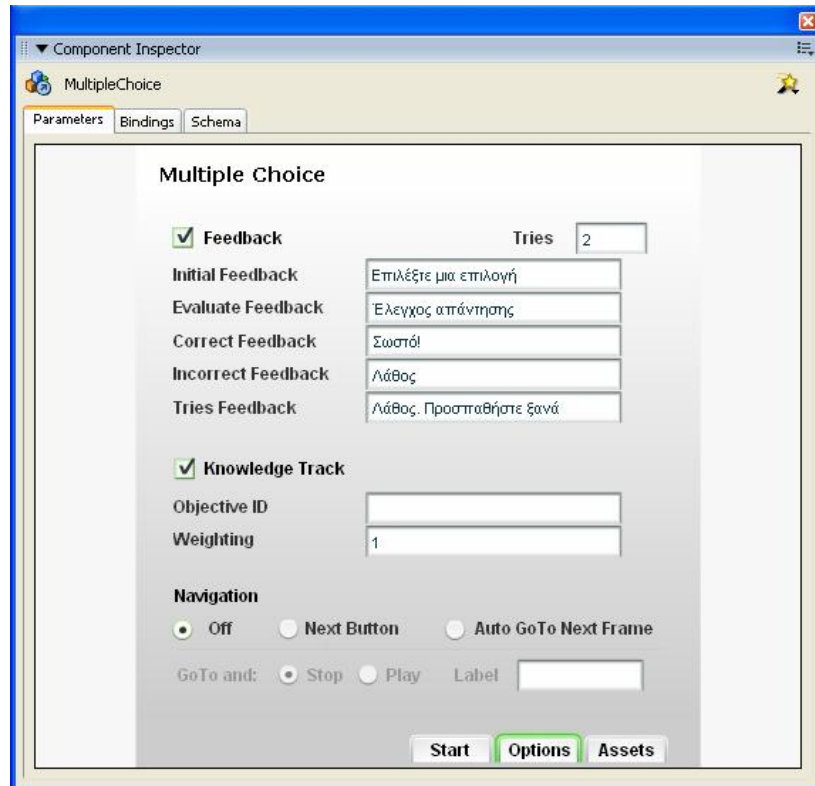 Component Inspector
MultipleChoice
Parameters Bindings Schema
Multiple Choice
Feedback Tries 2
Initial Feedback Επιλέξτε μια επιλογή
Evaluate Feedback Έλεγχος απάντησης
Correct Feedback Σωστό!
Incorrect Feedback Λάθος
Tries Feedback Λάθος. Προσπαθήστε ξανά
Knowledge Track
Objective ID
Weighting 1
Navigation
Off Next Button Auto GoTo Next Frame
GoTo and: Stop Play Label
Start Options Assets